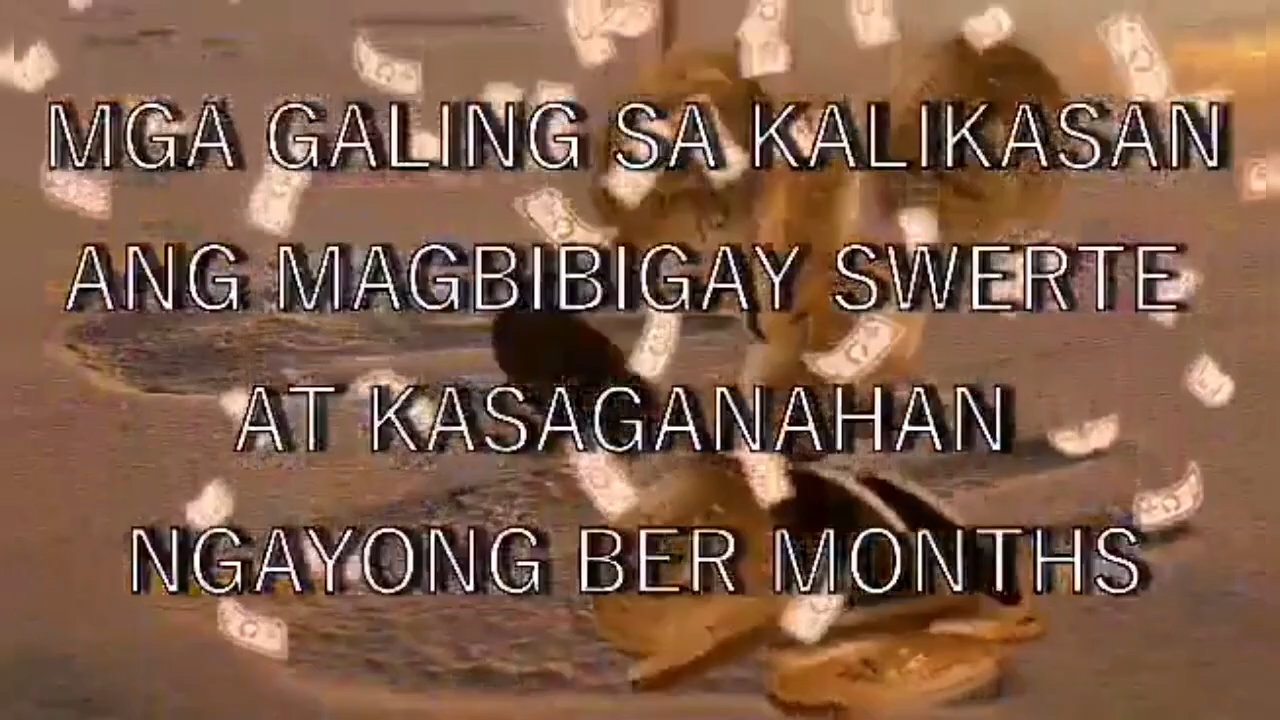 MGA GALING SA KALIKASAN
ANG MAGBIBIGAY SWERTE
AT KASAGANAHAN
NGAYONG BER MONTHS